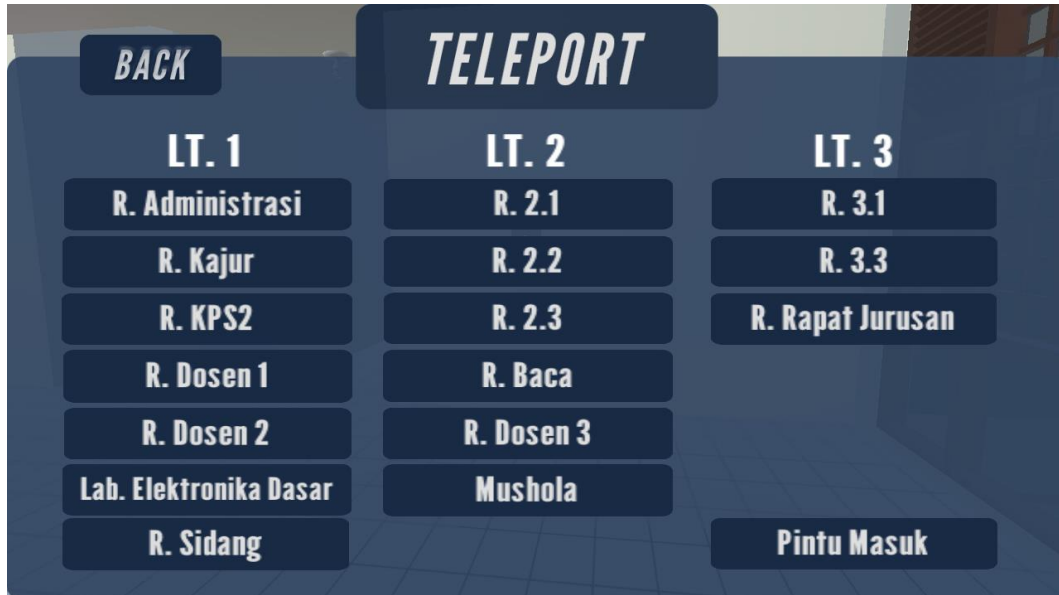 BACK
TELEPORT
LT. 1
R. Administrasi
R. Kajur
R. KPS2
R. Dosen 1
R. Dosen 2
Lab. Elektronika Dasar
R. Sidang
LT. 2
R. 2.1
R. 2.2
R. 2.3
R. Baca
R. Dosen 3
Mushola
LT. 3
R. 3.1
R. 3.3
R. Rapat Jurusan
Pintu Masuk